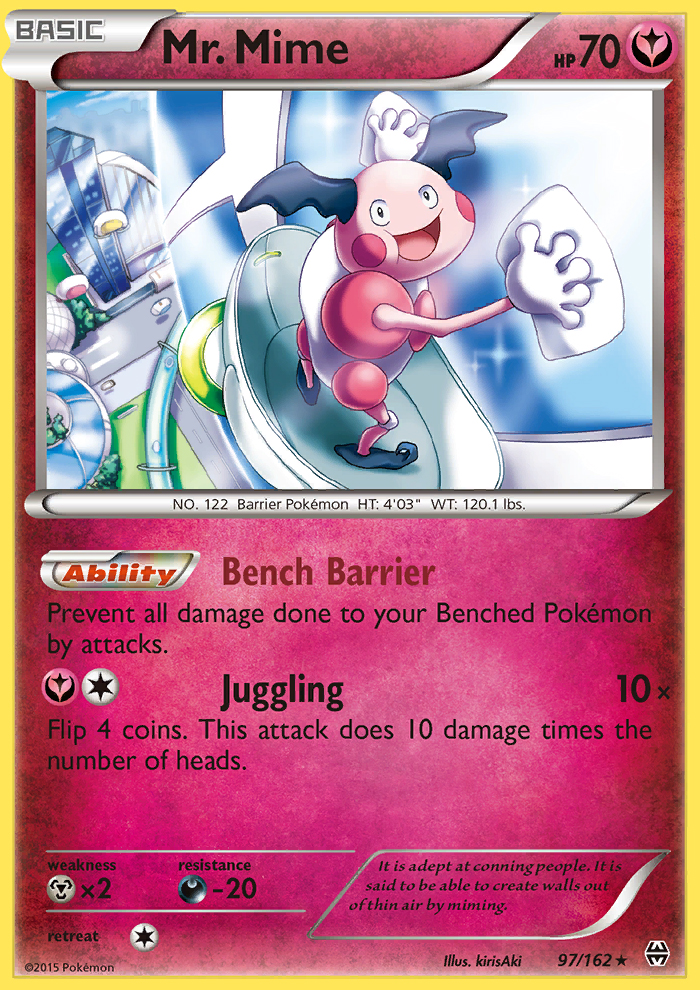 BASIC
Mr. Mime
HP70
NO. 122 Barrier Pokémon HT: 4'03" WT: 120.1 lbs.
Ability Bench Barrier
Prevent all damage done to your Benched Pokémon
by attacks.
Juggling 10×
Flip 4 coins. This attack does 10 damage times the
number of heads.
weakness resistance
×2 -20
It is adept at conning people. It is
said to be able to create walls out
of thin air by miming.
retreat
©2015 Pokémon
Illus. kirisAki 97/162 ★